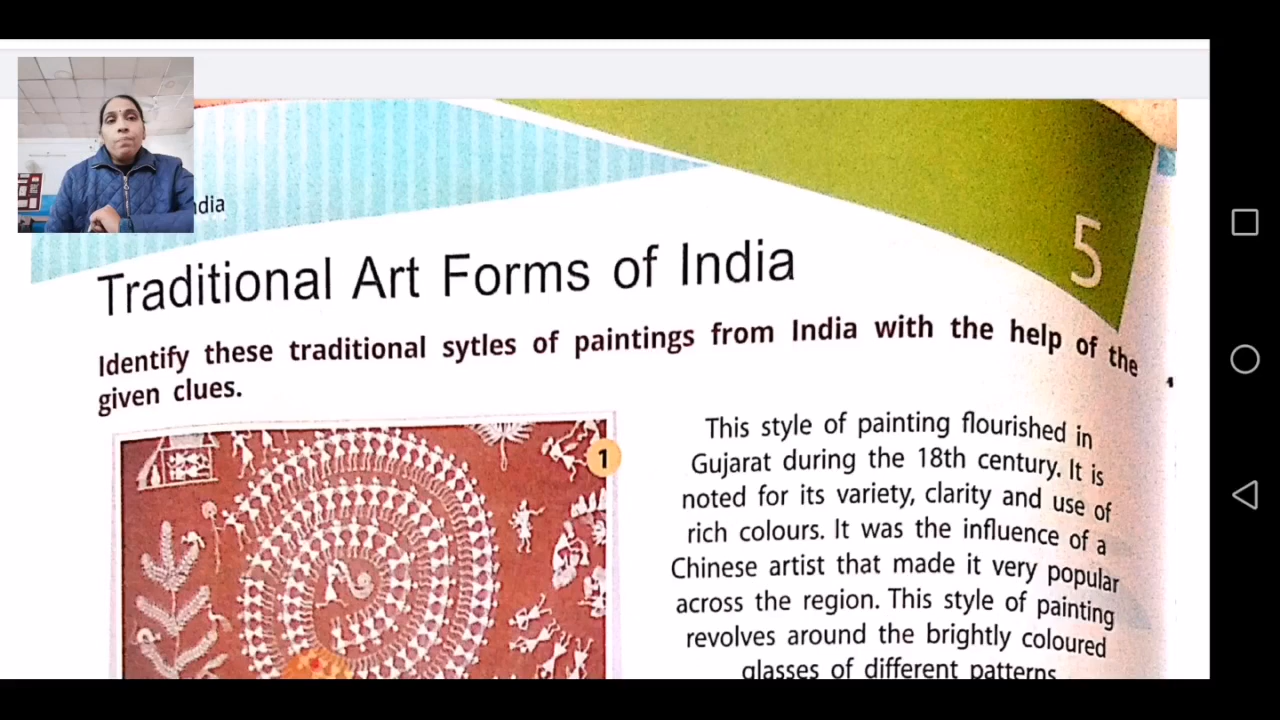 ndia
5
Traditional Art Forms of India
Identify these traditional sytles of paintings from India with the help of the
given clues.
1
This style of painting flourished in
Gujarat during the 18th century. It is
noted for its variety, clarity and use of
rich colours. It was the influence of a
Chinese artist that made it very popular
across the region. This style of painting
revolves around the brightly coloured
glasses of different patterns.